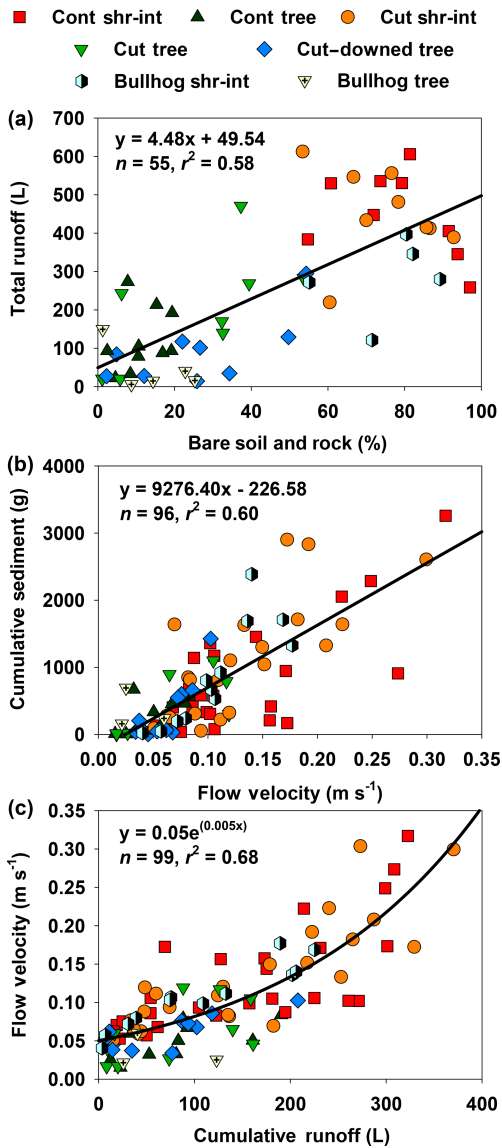 Cont shr-int Cont tree Cut shr-int
Cut tree Cut–downed tree
Bullhog shr-int Bullhog tree
(a)
700
600
500
400
300
200
100
0
Total runoff (L)
y = 4.48x + 49.54
n = 55, r² = 0.58
0 20 40 60 80 100
Bare soil and rock (%)
(b)
4000
3000
2000
1000
0
Cumulative sediment (g)
y = 9276.40x - 226.58
n = 96, r² = 0.60
0.00 0.05 0.10 0.15 0.20 0.25 0.30 0.35
Flow velocity (m s⁻¹)
(c)
0.35
0.30
0.25
0.20
0.15
0.10
0.05
0.00
Flow velocity (m s⁻¹)
y = 0.05e⁽⁰·⁰⁰⁵ˣ⁾
n = 99, r² = 0.68
0 100 200 300 400
Cumulative runoff (L)